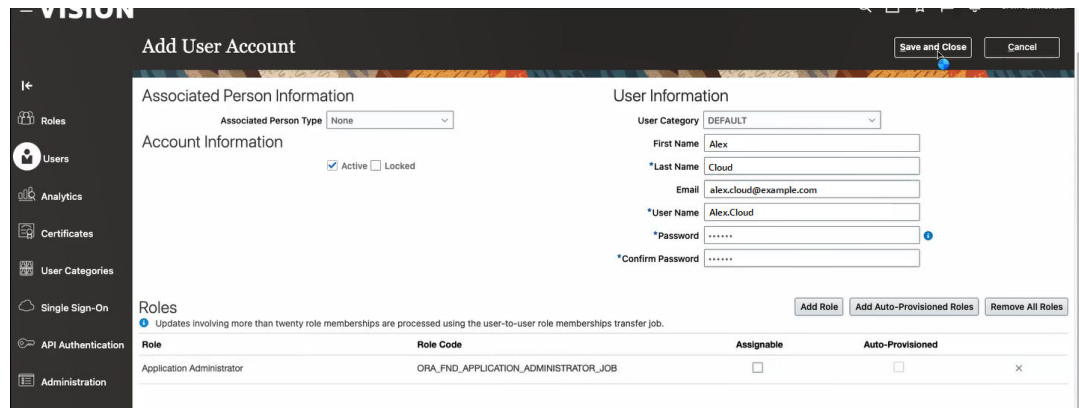 VISION
Add User Account
Save and Close
Cancel
Roles
Users
Analytics
Certificates
User Categories
Single Sign-On
API Authentication
Administration
Associated Person Information
Associated Person Type None
Account Information
Active Locked
User Information
User Category DEFAULT
First Name Alex
*Last Name Cloud
Email alex.cloud@example.com
*User Name Alex.Cloud
*Password ••••••
*Confirm Password ••••••
Roles
Add Role Add Auto-Provisioned Roles Remove All Roles
Updates involving more than twenty role memberships are processed using the user-to-user role memberships transfer job.
Role Role Code Assignable Auto-Provisioned
Application Administrator ORA_FND_APPLICATION_ADMINISTRATOR_JOB